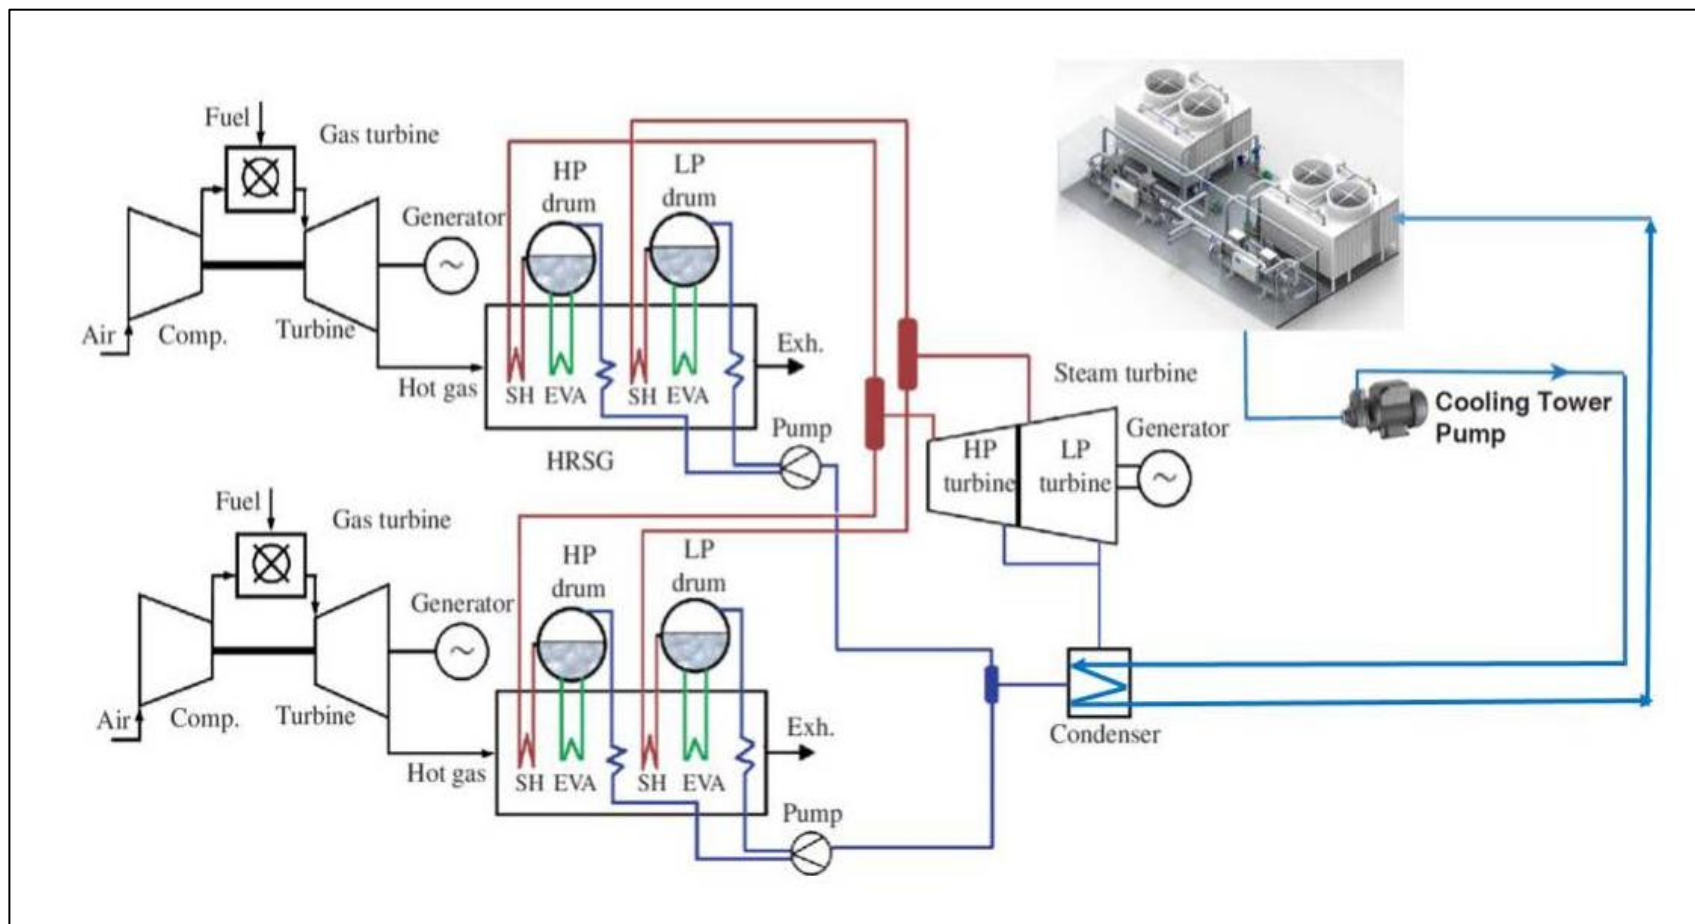 Fuel
Gas turbine
HP
drum
LP
drum
Generator
~
Air
Comp.
Turbine
Hot gas
SH
EVA
SH
EVA
Exh.
HRSG
Pump
Steam turbine
HP
turbine
LP
turbine
Generator
~
Cooling Tower
Pump
Fuel
Gas turbine
HP
drum
LP
drum
Generator
~
Air
Comp.
Turbine
Hot gas
SH
EVA
SH
EVA
Exh.
Pump
Condenser